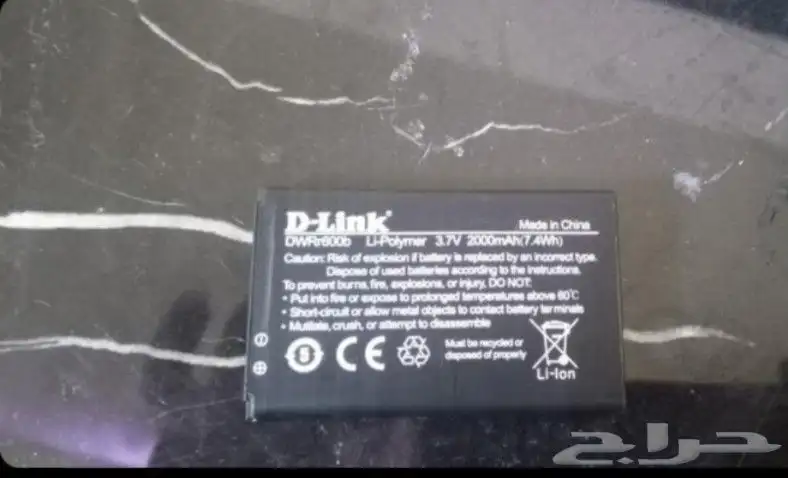 D-Link
Made in China
DWRr600b Li-Polymer 3.7V 2000mAh(7.4Wh)
Caution: Risk of explosion if battery is replaced by an incorrect type.
Dispose of used batteries according to the instructions.
To prevent burns, fire, explosions, or injury, DO NOT:
• Put into fire or expose to prolonged temperatures above 60℃
• Short-circuit or allow metal objects to contact battery terminals
• Mutilate, crush, or attempt to disassemble
CE
Must be recycled or
disposed of properly
Li-Ion
حراج